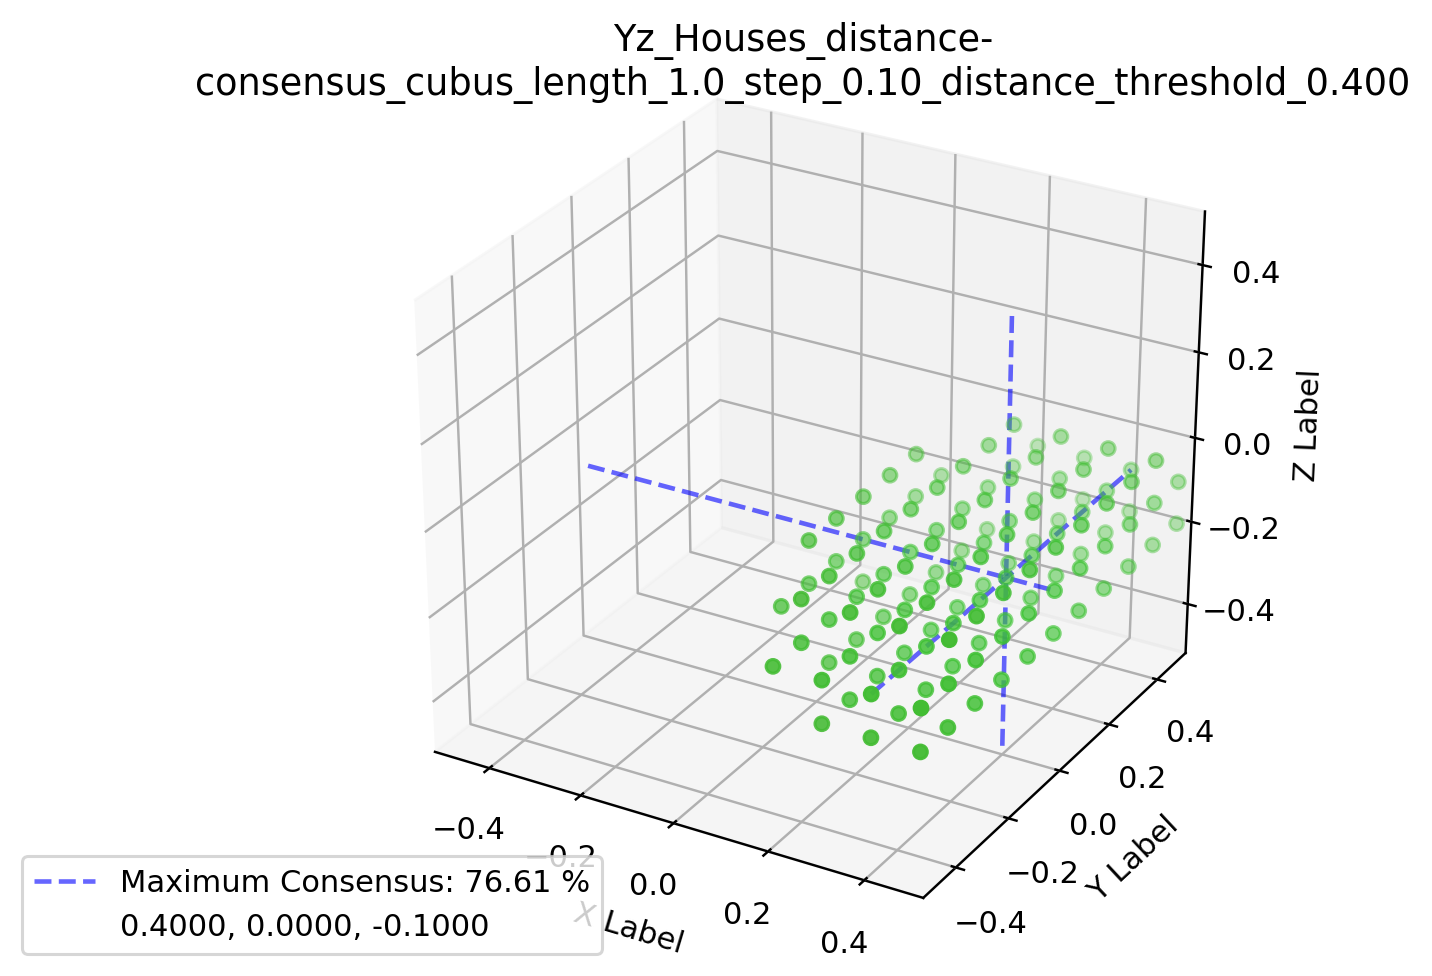 Yz_Houses_distance-
consensus_cubus_length_1.0_step_0.10_distance_threshold_0.400
0.4
0.2
0.0
−0.2
−0.4
Z Label
0.4
0.2
0.0
−0.2
−0.4
Y Label
−0.4
−0.2
0.0
0.2
0.4
X Label
Maximum Consensus: 76.61 %
0.4000, 0.0000, -0.1000